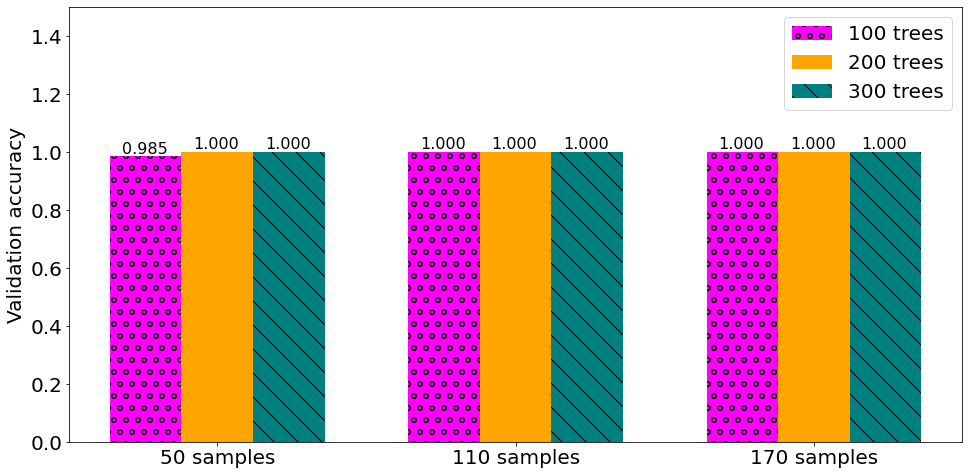 1.4
1.2
1.0
0.8
0.6
0.4
0.2
0.0
Validation accuracy
100 trees
200 trees
300 trees
0.985 1.000 1.000
1.000 1.000 1.000
1.000 1.000 1.000
50 samples
110 samples
170 samples